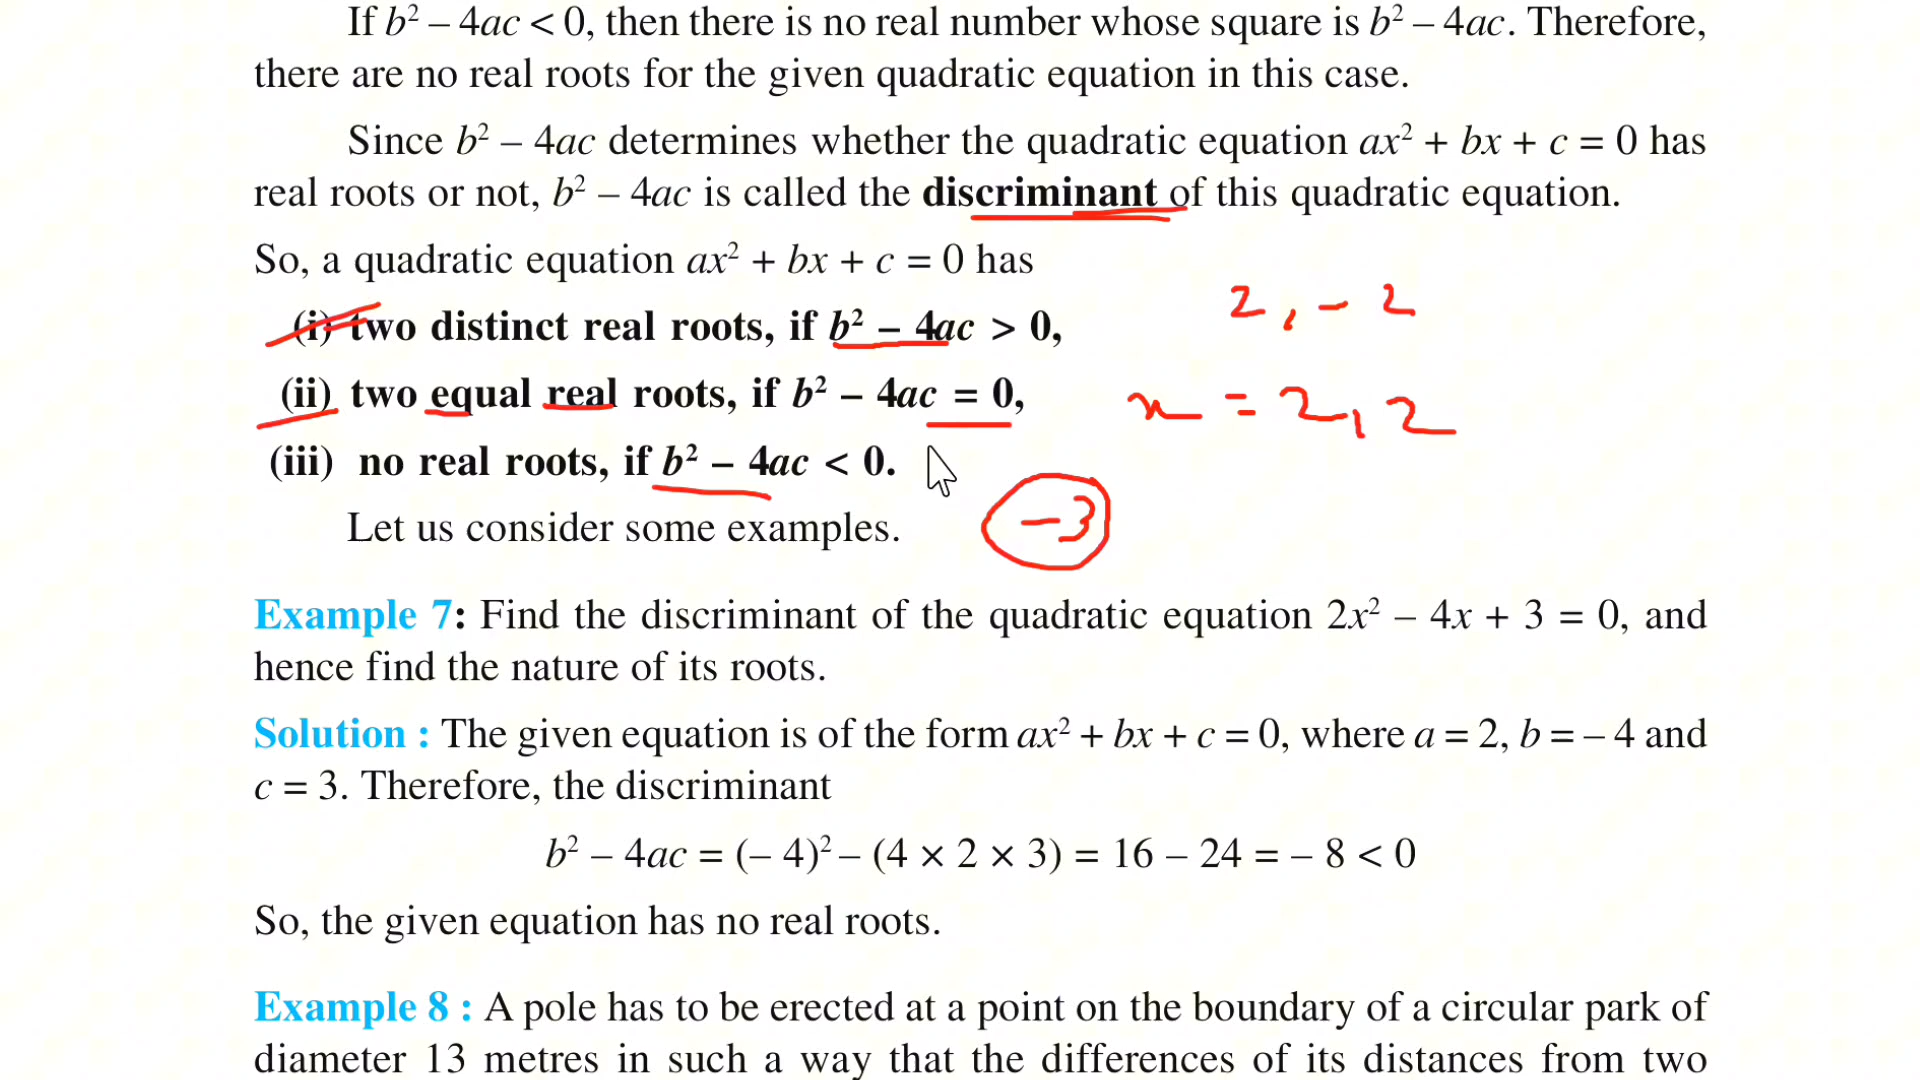 If b² – 4ac < 0, then there is no real number whose square is b² – 4ac. Therefore,
there are no real roots for the given quadratic equation in this case.
Since b² – 4ac determines whether the quadratic equation ax² + bx + c = 0 has
real roots or not, b² – 4ac is called the discriminant of this quadratic equation.
So, a quadratic equation ax² + bx + c = 0 has
2, – 2
(i) two distinct real roots, if b² – 4ac > 0,
(ii) two equal real roots, if b² – 4ac = 0,
x = 2, 2
(iii) no real roots, if b² – 4ac < 0.
–3
Let us consider some examples.
Example 7: Find the discriminant of the quadratic equation 2x² – 4x + 3 = 0, and
hence find the nature of its roots.
Solution : The given equation is of the form ax² + bx + c = 0, where a = 2, b = – 4 and
c = 3. Therefore, the discriminant
b² – 4ac = (– 4)² – (4 × 2 × 3) = 16 – 24 = – 8 < 0
So, the given equation has no real roots.
Example 8 : A pole has to be erected at a point on the boundary of a circular park of
diameter 13 metres in such a way that the differences of its distances from two